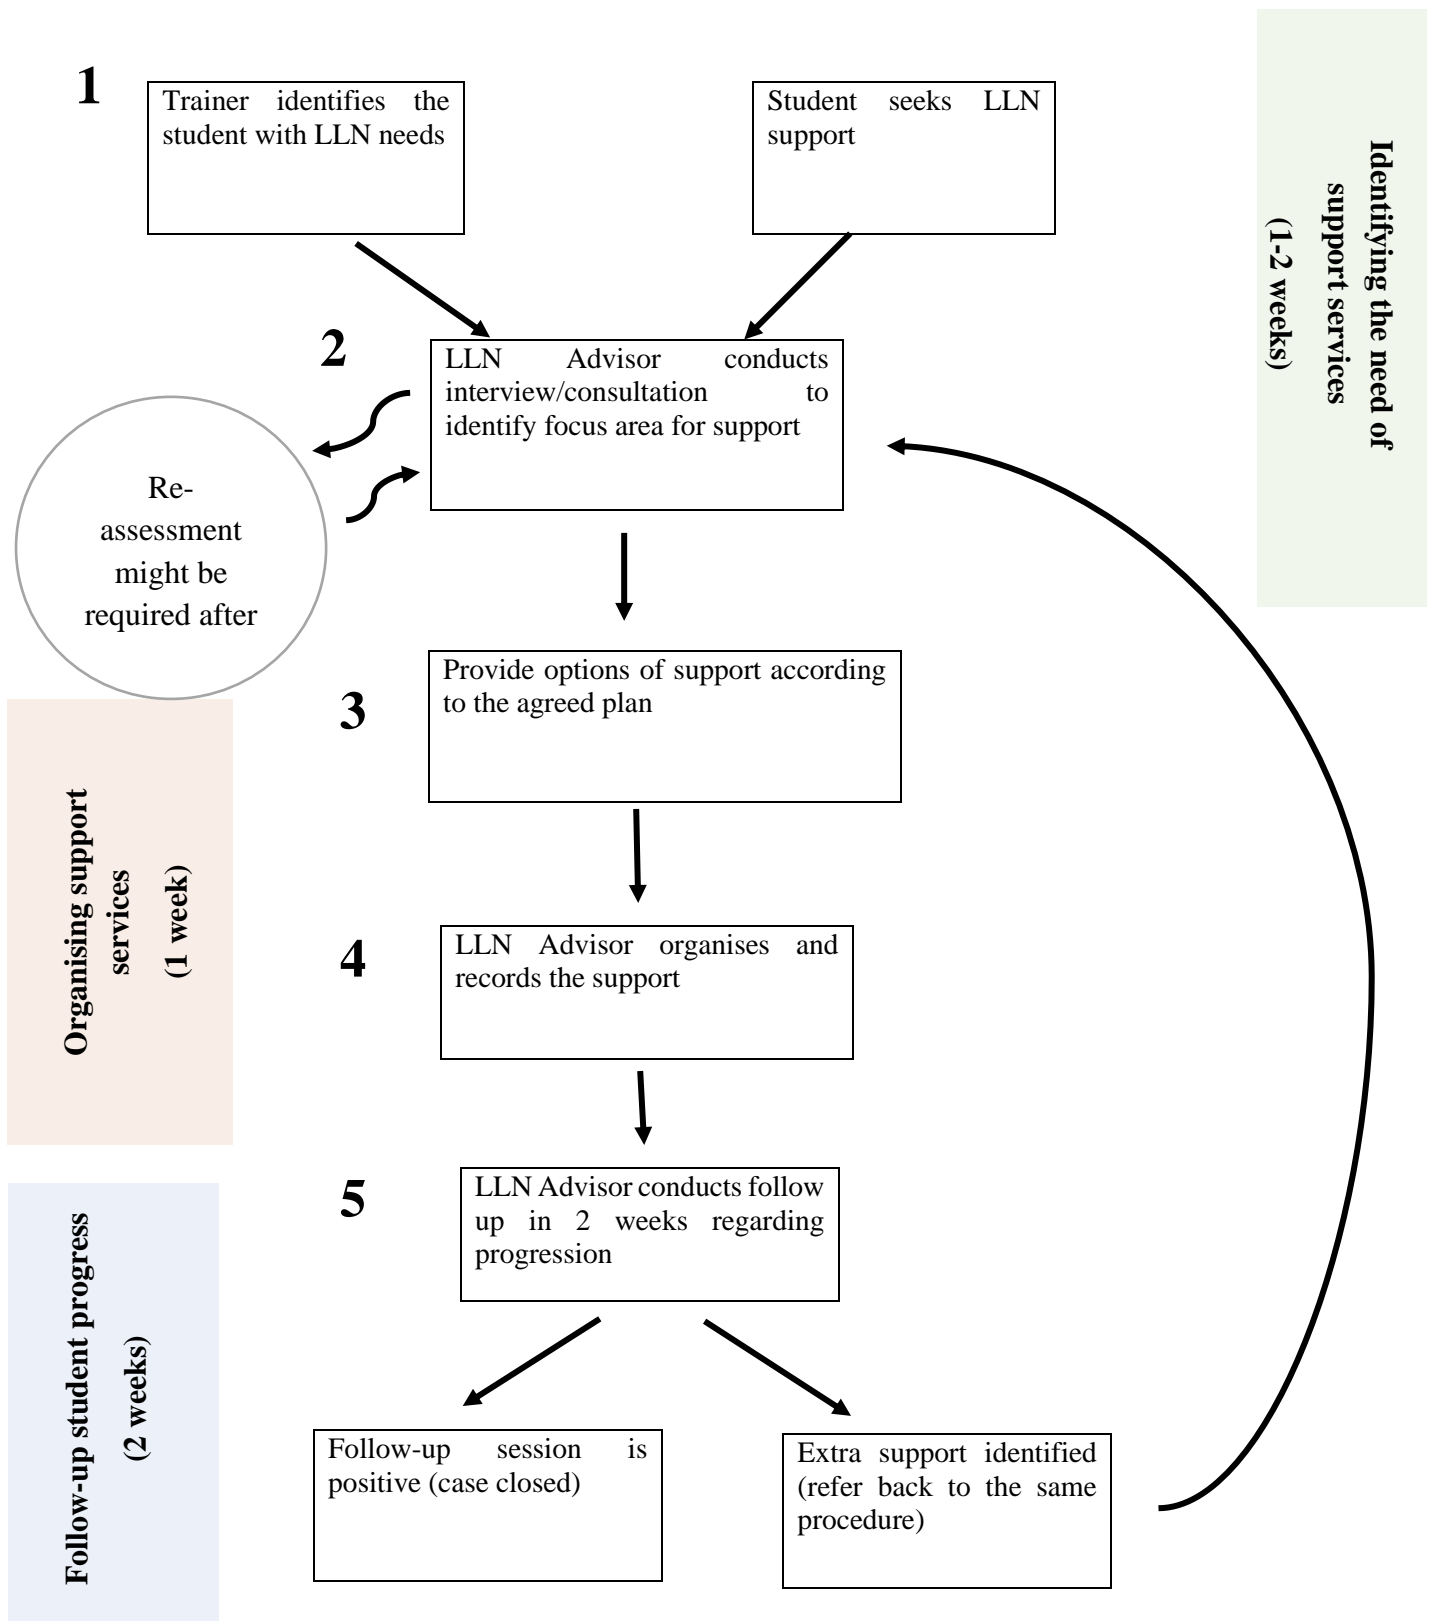 1
Trainer identifies the
student with LLN needs
Student seeks LLN
support
Identifying the need of
support services
(1-2 weeks)
2
LLN Advisor conducts
interview/consultation to
identify focus area for support
Re-
assessment
might be
required after
3
Provide options of support according
to the agreed plan
Organising support
services
(1 week)
4
LLN Advisor organises and
records the support
5
LLN Advisor conducts follow
up in 2 weeks regarding
progression
Follow-up student progress
(2 weeks)
Follow-up session is
positive (case closed)
Extra support identified
(refer back to the same
procedure)